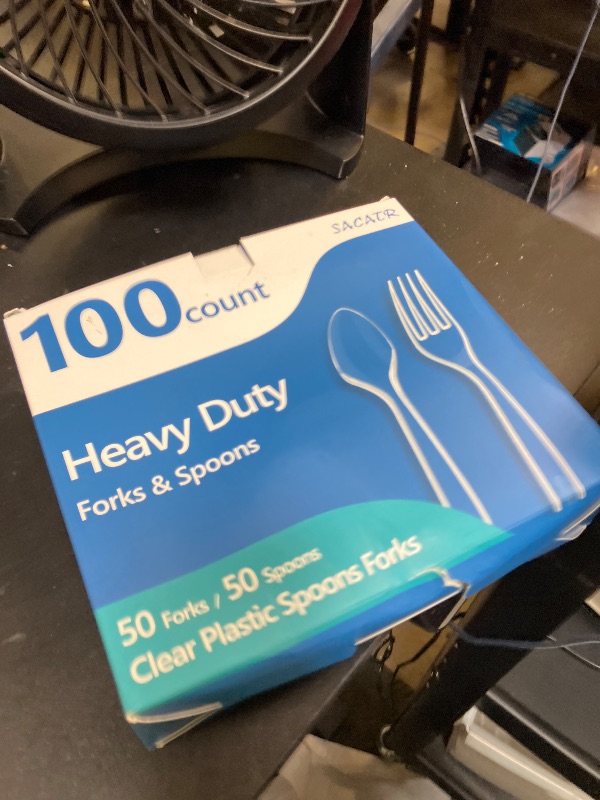 SACATR
100 count
Heavy Duty
Forks & Spoons
50 Forks / 50 Spoons
Clear Plastic Spoons Forks